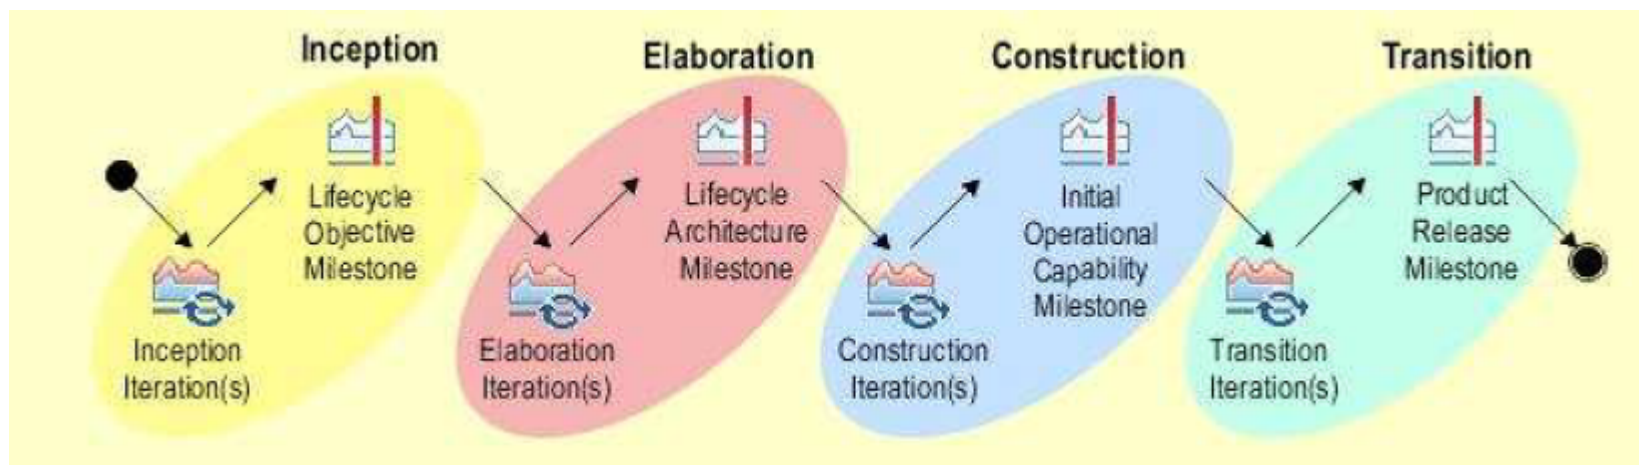 Inception
Elaboration
Construction
Transition
Lifecycle
Objective
Milestone
Inception
Iteration(s)
Lifecycle
Architecture
Milestone
Elaboration
Iteration(s)
Initial
Operational
Capability
Milestone
Construction
Iteration(s)
Product
Release
Milestone
Transition
Iteration(s)